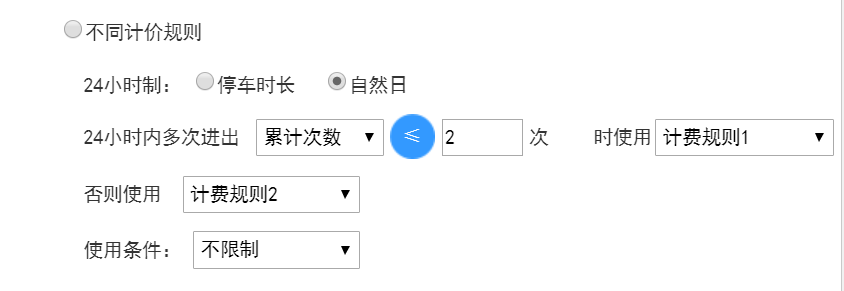 不同计价规则
24小时制： 停车时长 自然日
24小时内多次进出 累计次数 ≤ 2 次 时使用 计费规则1
否则使用 计费规则2
使用条件： 不限制